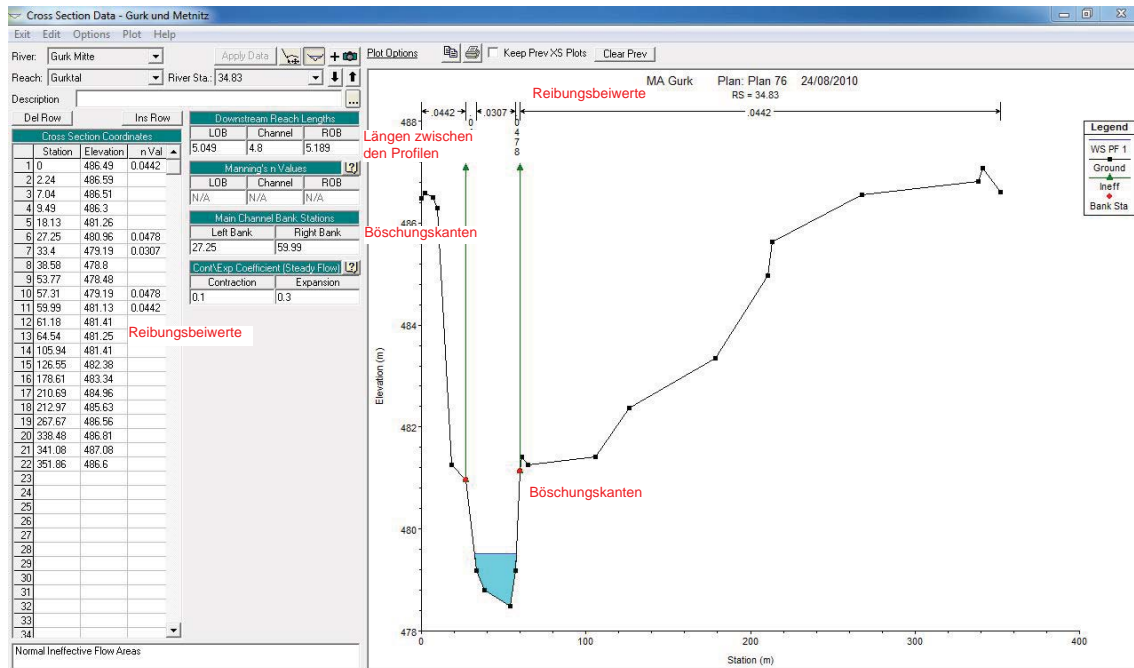 Cross Section Data - Gurk und Metnitz
Exit Edit Options Plot Help
River: Gurk Mitte Apply Data
Reach: Gurktal River Sta.: 34.83
Description ...
Del Row Ins Row
Cross Section Coordinates
Station Elevation n Val
1 0 486.49 0.0442
2 2.24 486.59
3 7.04 486.51
4 9.49 486.3
5 18.13 481.26
6 27.25 480.96 0.0478
7 33.4 479.19 0.0307
8 38.58 478.8
9 53.77 478.48
10 57.31 479.19 0.0478
11 59.99 481.13 0.0442
12 61.18 481.41
13 64.54 481.25
14 105.94 481.41
15 126.55 482.38
16 178.61 483.34
17 210.69 484.96
18 212.97 485.63
19 267.67 486.56
20 338.48 486.81
21 341.08 487.08
22 351.86 486.6
23
24
25
26
27
28
29
30
31
32
33
34
Reibungsbeiwerte
Normal Ineffective Flow Areas
Downstream Reach Lengths
LOB Channel ROB
5.049 4.8 5.189
Manning's n Values ?
LOB Channel ROB
N/A N/A N/A
Main Channel Bank Stations
Left Bank Right Bank
27.25 59.99
Cont\Exp Coefficient (Steady Flow) ?
Contraction Expansion
0.1 0.3
Längen zwischen
den Profilen
Böschungskanten
Plot Options Keep Prev XS Plots Clear Prev
MA Gurk Plan: Plan 76 24/08/2010
RS = 34.83
Reibungsbeiwerte
.0442 .0307 .0442
0
4
7
8
Legend
WS PF 1
Ground
Ineff
Bank Sta
Böschungskanten
488
486
484
482
480
478
Elevation (m)
0 100 200 300 400
Station (m)